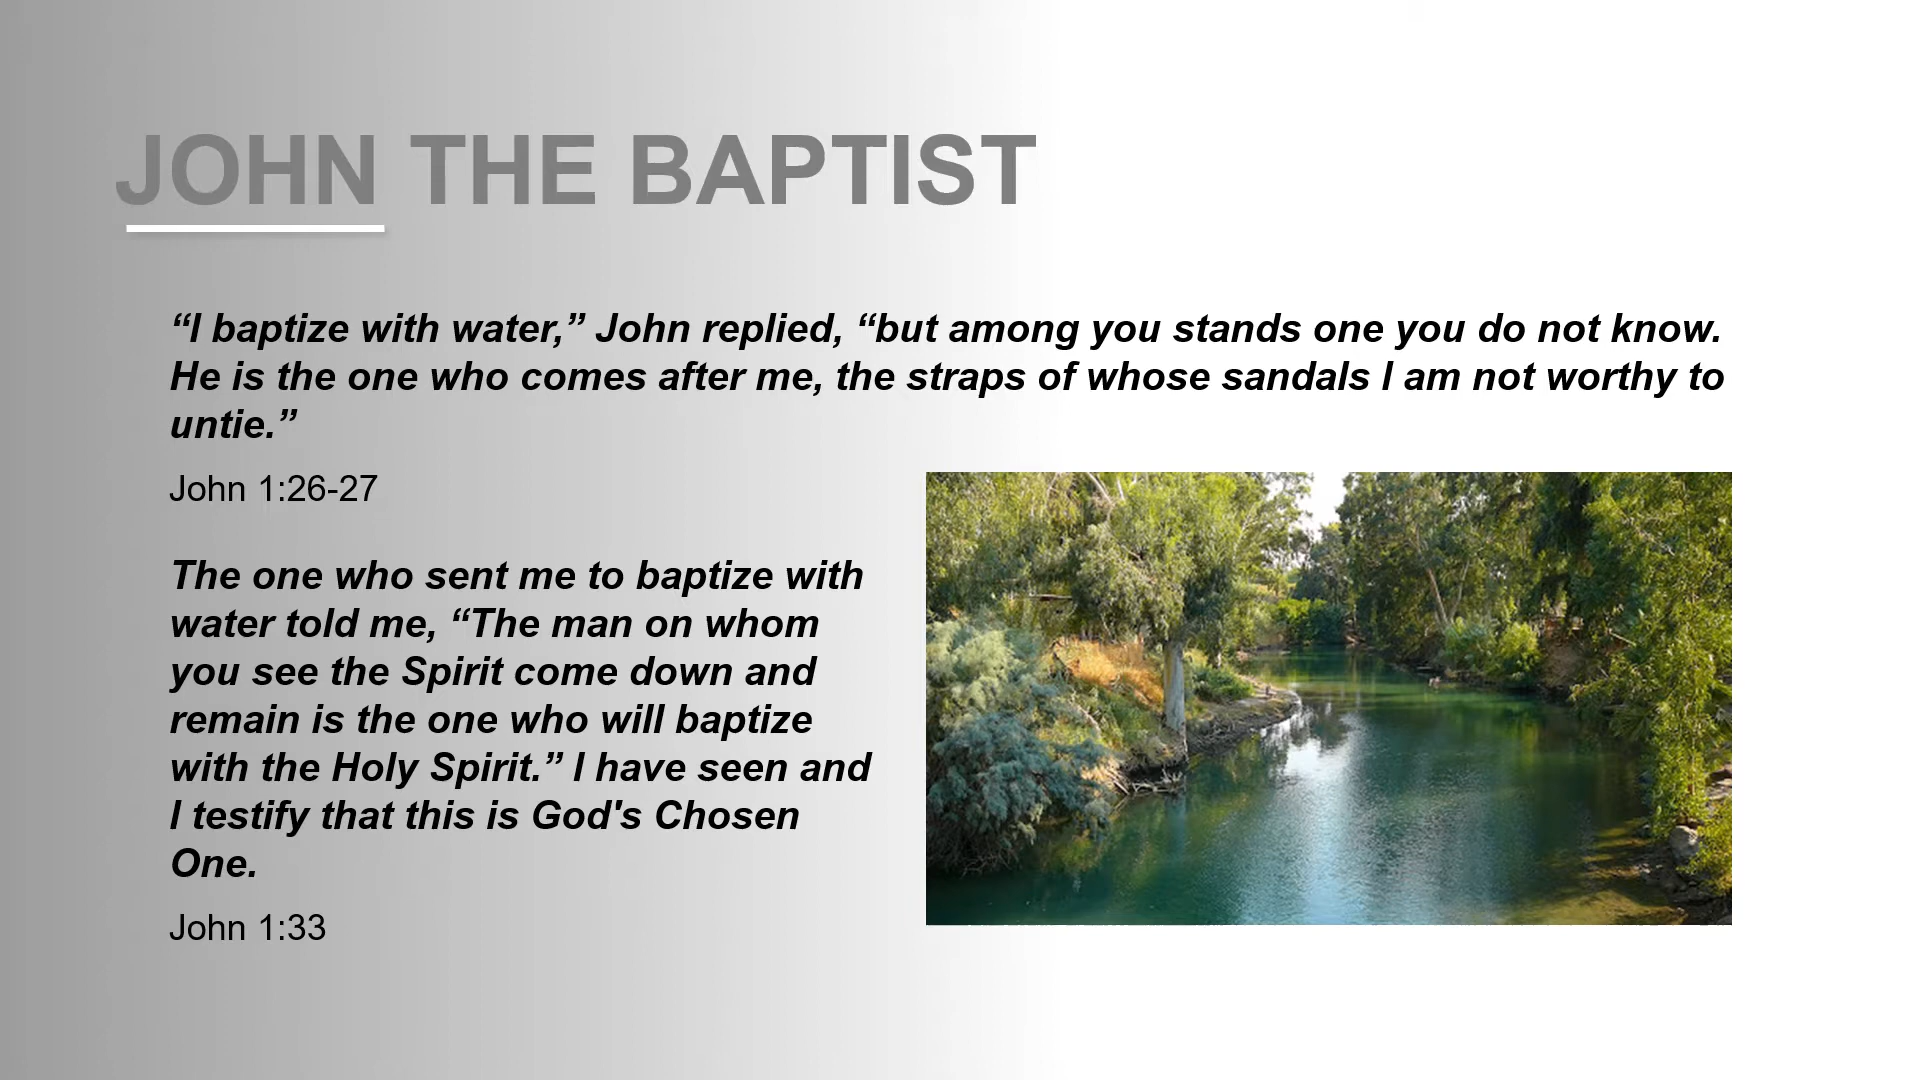 JOHN THE BAPTIST
“I baptize with water,” John replied, “but among you stands one you do not know.
He is the one who comes after me, the straps of whose sandals I am not worthy to
untie.”
John 1:26-27
The one who sent me to baptize with
water told me, “The man on whom
you see the Spirit come down and
remain is the one who will baptize
with the Holy Spirit.” I have seen and
I testify that this is God's Chosen
One.
John 1:33